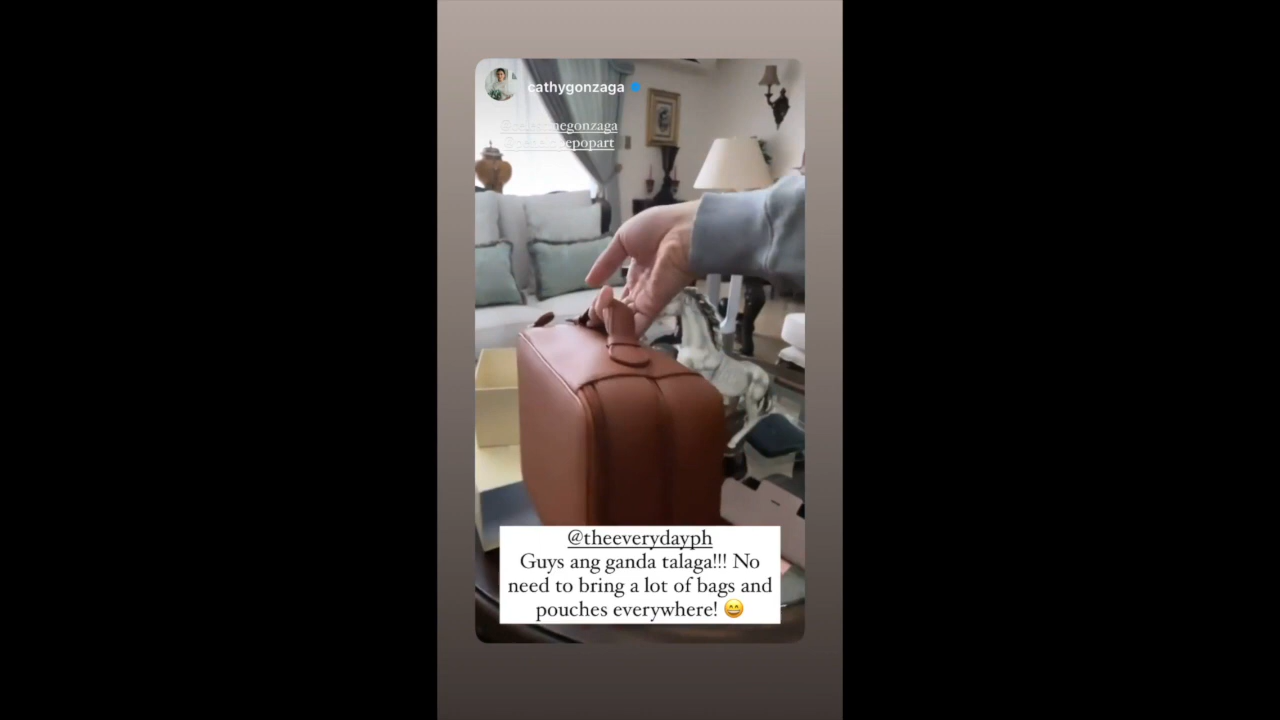 cathygonzaga
@theeverydayph
Guys ang ganda talaga!!! No
need to bring a lot of bags and
pouches everywhere! 😄